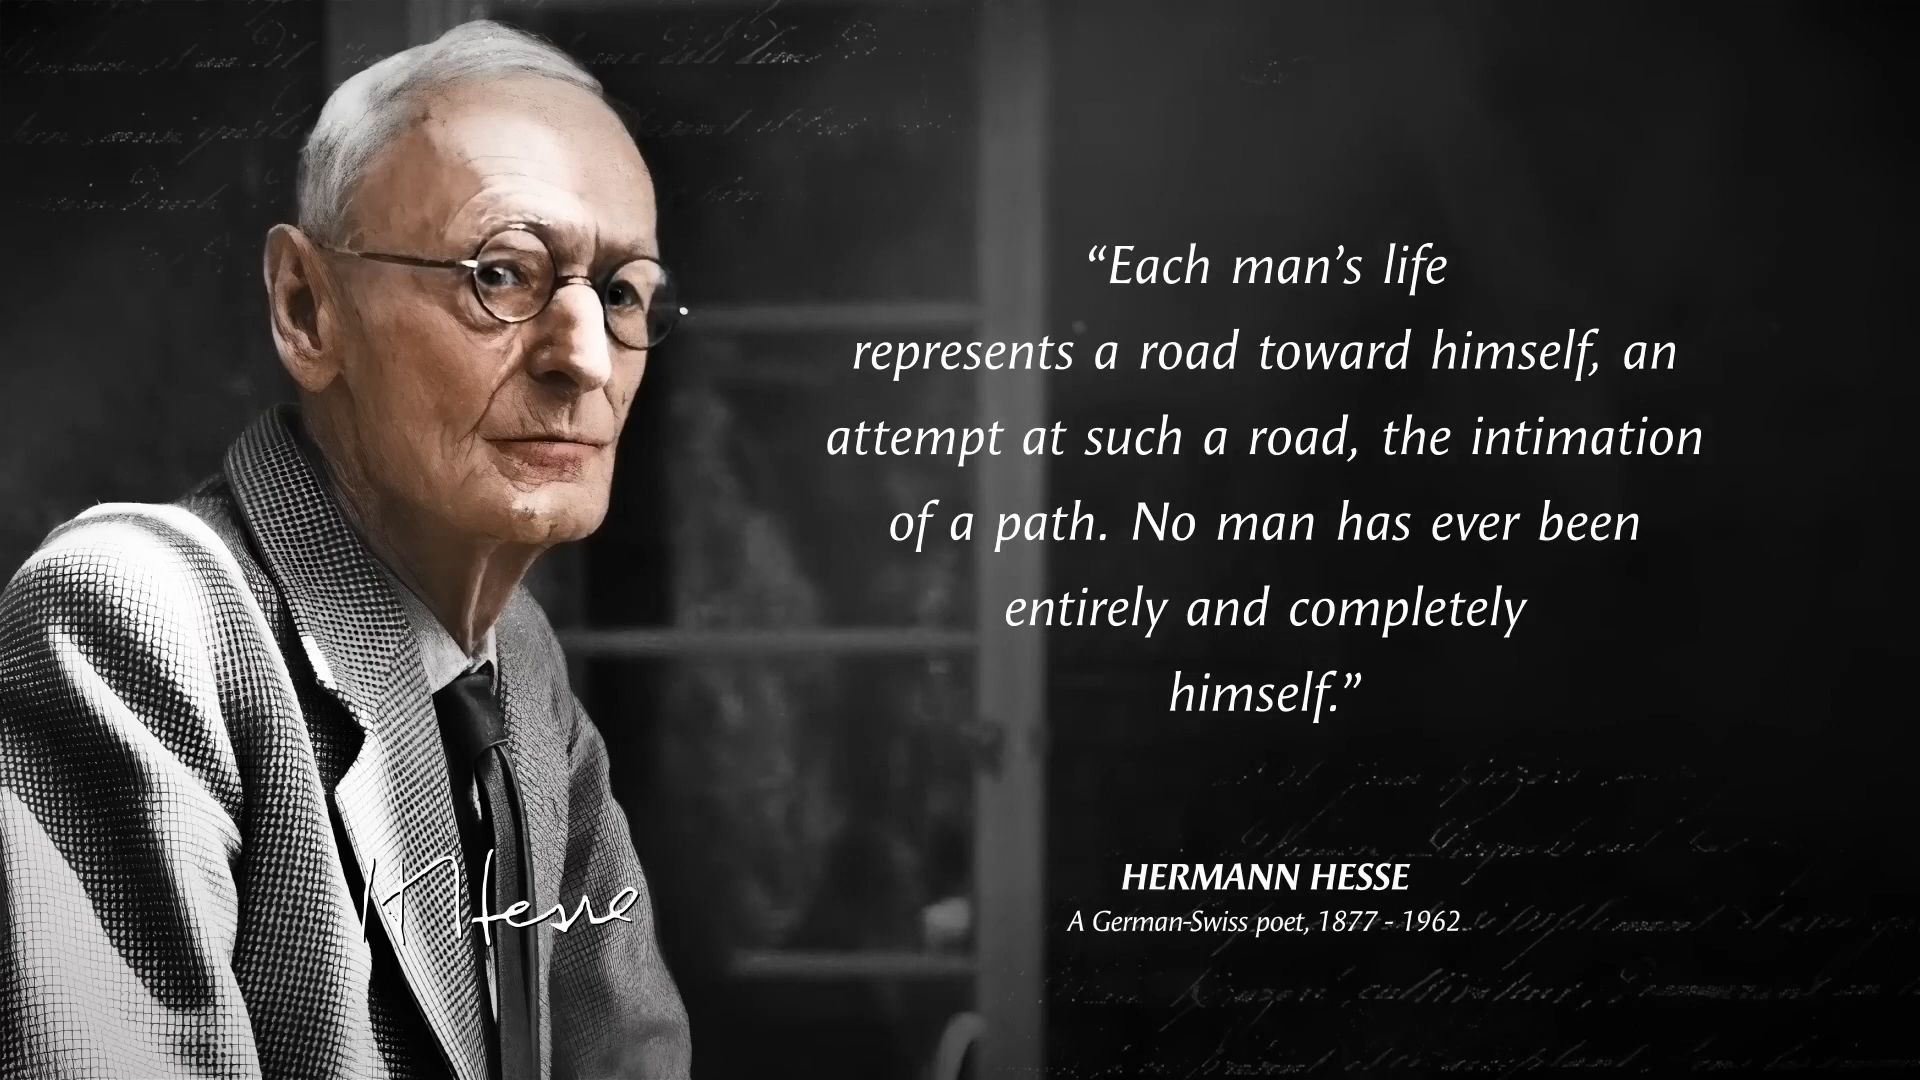 “Each man’s life
represents a road toward himself, an
attempt at such a road, the intimation
of a path. No man has ever been
entirely and completely
himself.”
HHesse
HERMANN HESSE
A German-Swiss poet, 1877 - 1962